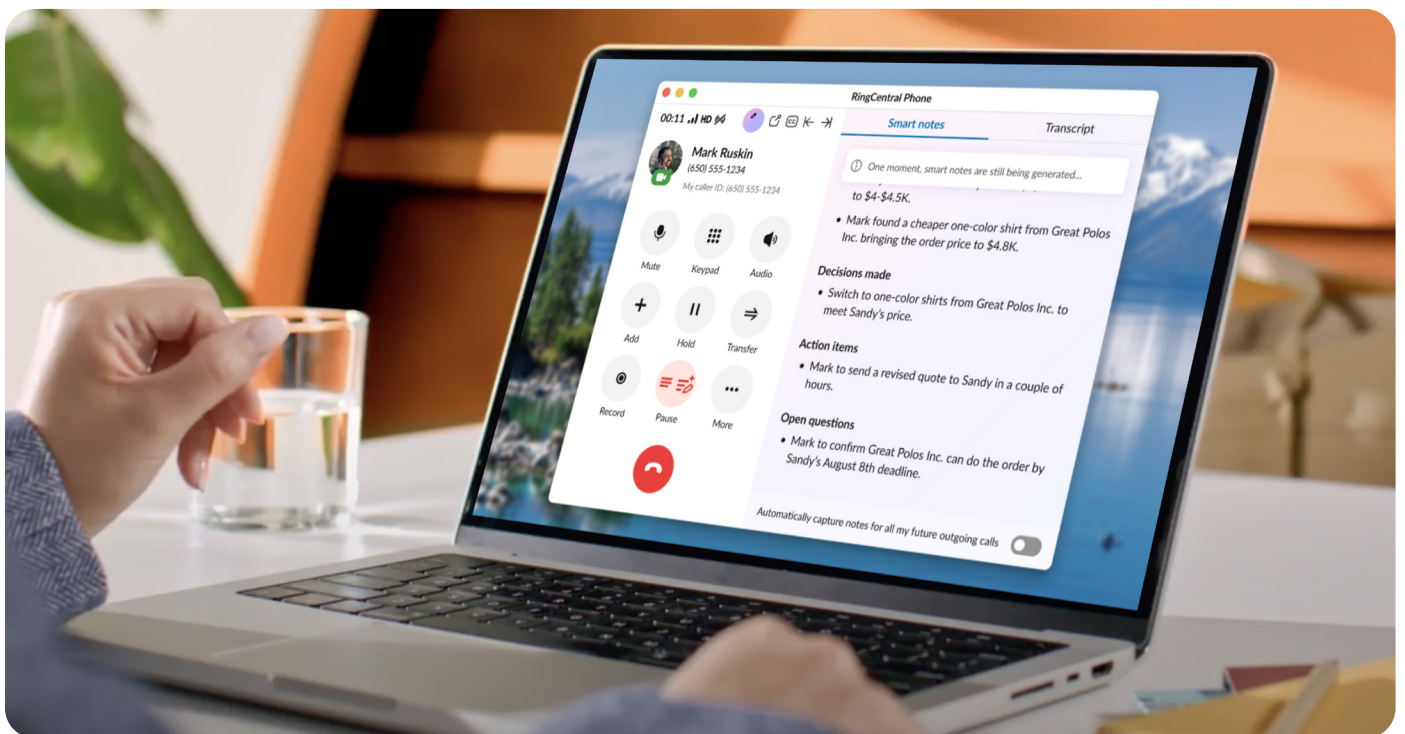 RingCentral Phone
00:11 HD
Mark Ruskin
(650) 555-1234
My caller ID: (650) 555-1234
Mute Keypad Audio
Add Hold Transfer
Record Pause More
Smart notes Transcript
One moment, smart notes are still being generated...
to $4-$4.5K.
• Mark found a cheaper one-color shirt from Great Polos
Inc. bringing the order price to $4.8K.
Decisions made
• Switch to one-color shirts from Great Polos Inc. to
meet Sandy's price.
Action items
• Mark to send a revised quote to Sandy in a couple of
hours.
Open questions
• Mark to confirm Great Polos Inc. can do the order by
Sandy's August 8th deadline.
Automatically capture notes for all my future outgoing calls